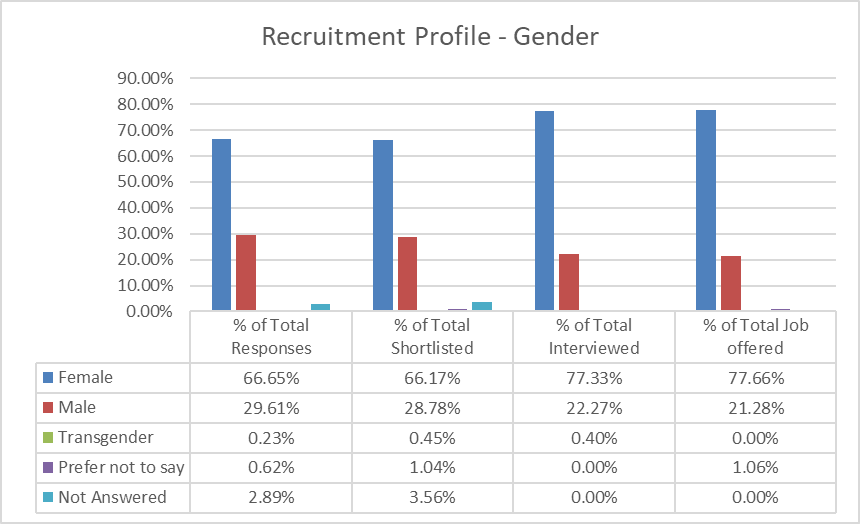 Recruitment Profile - Gender
90.00%
80.00%
70.00%
60.00%
50.00%
40.00%
30.00%
20.00%
10.00%
0.00%
% of Total Responses % of Total Shortlisted % of Total Interviewed % of Total Job offered
Female 66.65% 66.17% 77.33% 77.66%
Male 29.61% 28.78% 22.27% 21.28%
Transgender 0.23% 0.45% 0.40% 0.00%
Prefer not to say 0.62% 1.04% 0.00% 1.06%
Not Answered 2.89% 3.56% 0.00% 0.00%